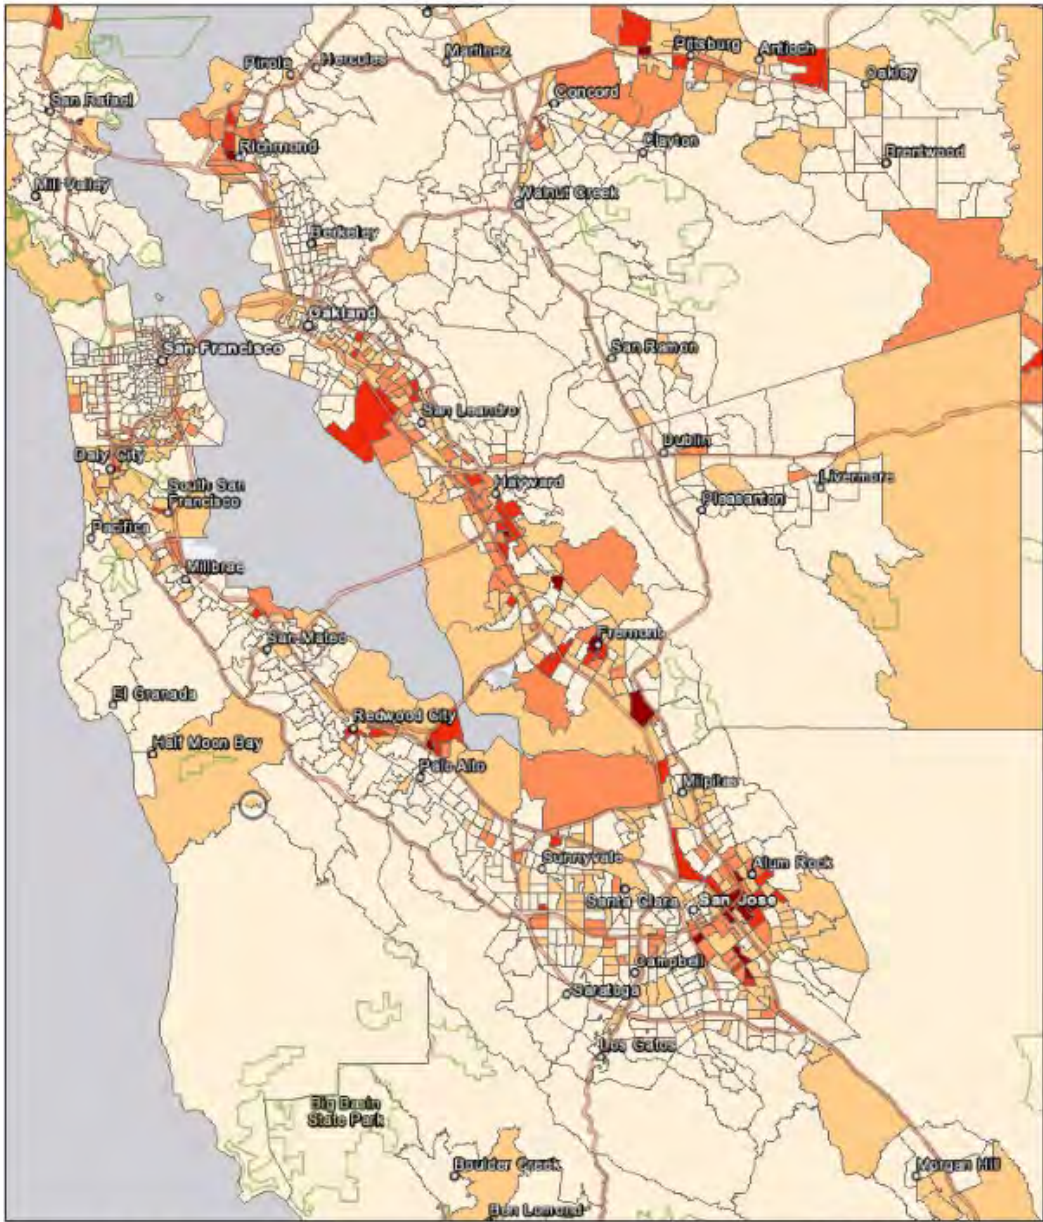 Martinez
Pittsburg
Antioch
Pinole
Hercules
Oakley
San Rafael
Concord
Richmond
Clayton
Brentwood
Mill Valley
Walnut Creek
Berkeley
Oakland
San Francisco
San Ramon
San Leandro
Dublin
Daly City
Livermore
South San
Francisco
Hayward
Pleasanton
Pacifica
Millbrae
San Mateo
Fremont
El Granada
Redwood City
Half Moon Bay
Palo Alto
Milpitas
Sunnyvale
Alum Rock
Santa Clara
San Jose
Campbell
Saratoga
Los Gatos
Big Basin
State Park
Boulder Creek
Morgan Hill
Ben Lomond